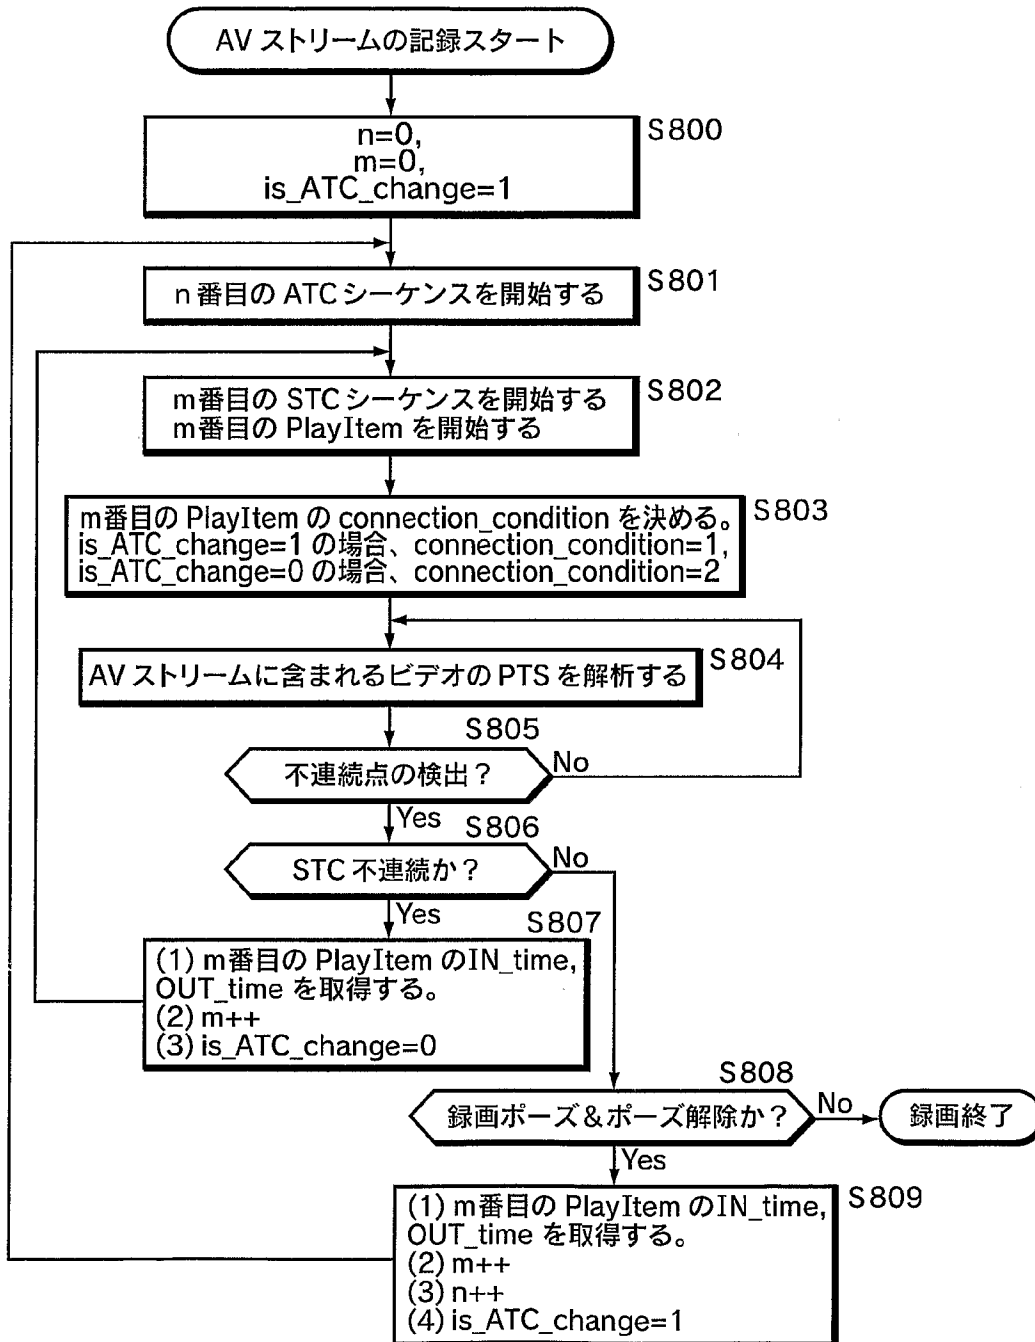 AV ストリームの記録スタート
n=0,
m=0,
is_ATC_change=1
S800
n番目の ATC シーケンスを開始する
S801
m番目の STC シーケンスを開始する
m番目の PlayItem を開始する
S802
m番目の PlayItem の connection_condition を決める。
is_ATC_change=1 の場合、connection_condition=1,
is_ATC_change=0 の場合、connection_condition=2
S803
AV ストリームに含まれるビデオの PTS を解析する
S804
S805
不連続点の検出?
No
Yes
S806
STC 不連続か?
No
Yes
S807
(1) m番目の PlayItem のIN_time,
OUT_time を取得する。
(2) m++
(3) is_ATC_change=0
S808
録画ポーズ&ポーズ解除か?
No
録画終了
Yes
S809
(1) m番目の PlayItem のIN_time,
OUT_time を取得する。
(2) m++
(3) n++
(4) is_ATC_change=1